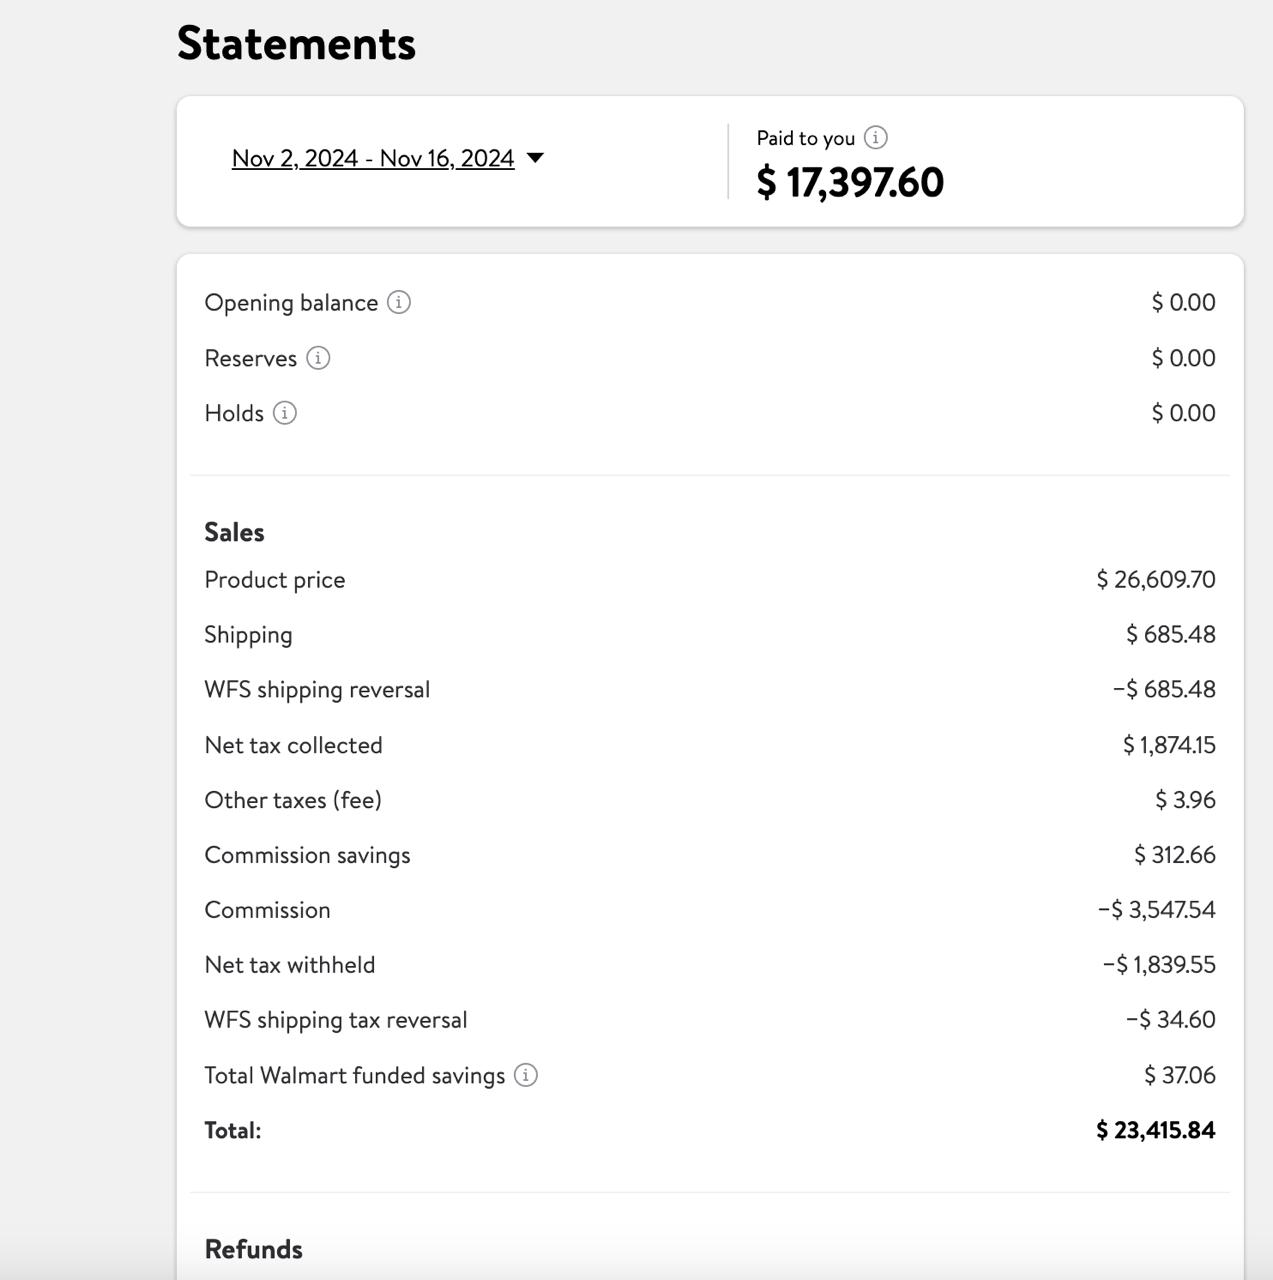 Statements
Nov 2, 2024 - Nov 16, 2024
Paid to you
$ 17,397.60
Opening balance $ 0.00
Reserves $ 0.00
Holds $ 0.00
Sales
Product price $ 26,609.70
Shipping $ 685.48
WFS shipping reversal –$ 685.48
Net tax collected $ 1,874.15
Other taxes (fee) $ 3.96
Commission savings $ 312.66
Commission –$ 3,547.54
Net tax withheld –$ 1,839.55
WFS shipping tax reversal –$ 34.60
Total Walmart funded savings $ 37.06
Total: $ 23,415.84
Refunds